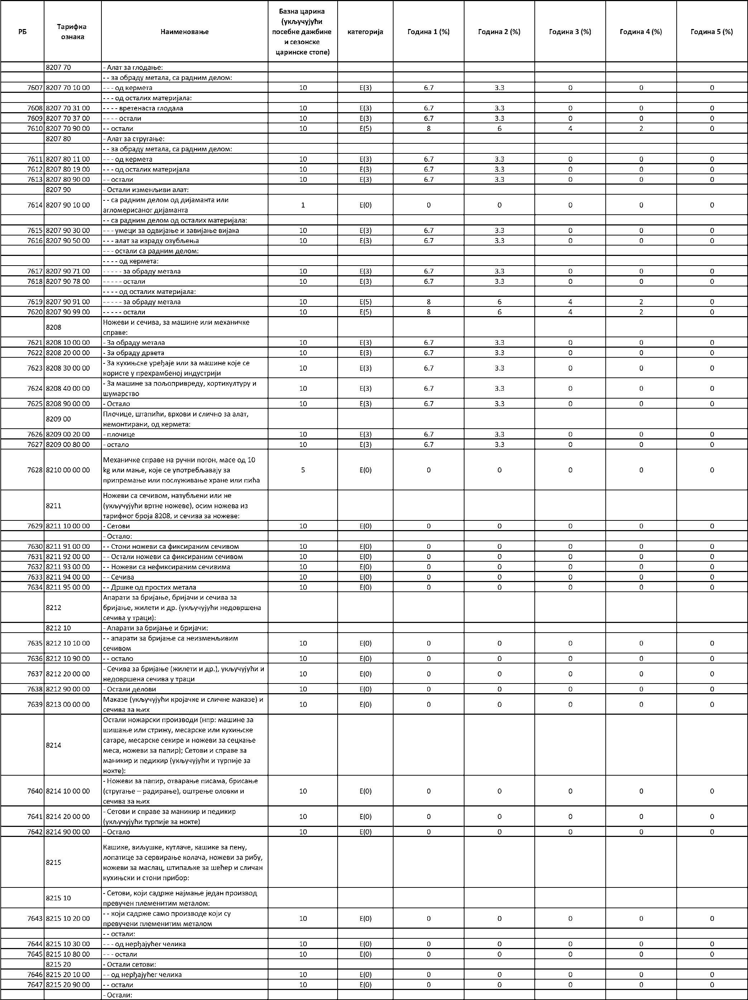 РБ Тарифна ознака Наименовање Базна царина (укључујући посебне дажбине и сезонске царинске стопе) категорија Година 1 (%) Година 2 (%) Година 3 (%) Година 4 (%) Година 5 (%)
8207 70 - Алат за глодање:
- - за обраду метала, са радним делом:
7607 8207 70 10 00 - - - од кермета 10 E(3) 6.7 3.3 0 0 0
- - - од осталих материјала:
7608 8207 70 31 00 - - - - вретенаста глодала 10 E(3) 6.7 3.3 0 0 0
7609 8207 70 37 00 - - - - остали 10 E(3) 6.7 3.3 0 0 0
7610 8207 70 90 00 - - остали 10 E(5) 8 6 4 2 0
8207 80 - Алат за стругање:
- - за обраду метала, са радним делом:
7611 8207 80 11 00 - - - од кермета 10 E(3) 6.7 3.3 0 0 0
7612 8207 80 19 00 - - - од осталих материјала 10 E(3) 6.7 3.3 0 0 0
7613 8207 80 90 00 - - остали 10 E(3) 6.7 3.3 0 0 0
8207 90 - Остали изменљиви алат:
7614 8207 90 10 00 - - са радним делом од дијаманта или
агломерисаног дијаманта 1 E(0) 0 0 0 0 0
- - са радним делом од осталих материјала:
7615 8207 90 30 00 - - - умеци за одвијање и завијање вијака 10 E(3) 6.7 3.3 0 0 0
7616 8207 90 50 00 - - - алат за израду озубљења 10 E(3) 6.7 3.3 0 0 0
- - - остали са радним делом:
- - - - од кермета:
7617 8207 90 71 00 - - - - - за обраду метала 10 E(3) 6.7 3.3 0 0 0
7618 8207 90 78 00 - - - - - остали 10 E(3) 6.7 3.3 0 0 0
- - - - од осталих материјала:
7619 8207 90 91 00 - - - - - за обраду метала 10 E(5) 8 6 4 2 0
7620 8207 90 99 00 - - - - - остали 10 E(5) 8 6 4 2 0
8208 Ножеви и сечива, за машине или механичке
справе:
7621 8208 10 00 00 - За обраду метала 10 E(3) 6.7 3.3 0 0 0
7622 8208 20 00 00 - За обраду дрвета 10 E(3) 6.7 3.3 0 0 0
7623 8208 30 00 00 - За кухињске уређаје или за машине које се
користе у прехрамбеној индустрији 10 E(3) 6.7 3.3 0 0 0
7624 8208 40 00 00 - За машине за пољопривреду, хортикултуру и
шумарство 10 E(3) 6.7 3.3 0 0 0
7625 8208 90 00 00 - Остало 10 E(3) 6.7 3.3 0 0 0
8209 00 Плочице, штапићи, врхови и слично за алат,
немонтирани, од кермета:
7626 8209 00 20 00 - плочице 10 E(3) 6.7 3.3 0 0 0
7627 8209 00 80 00 - остало 10 E(3) 6.7 3.3 0 0 0
7628 8210 00 00 00 Механичке справе на ручни погон, масе од 10
kg или мање, које се употребљавају за
припремање или послуживање хране или пића 5 E(0) 0 0 0 0 0
8211 Ножеви са сечивом, назубљени или не
(укључујући вртне ножеве), осим ножева из
тарифног броја 8208, и сечива за ножеве:
7629 8211 10 00 00 - Сетови 10 E(0) 0 0 0 0 0
- Остало:
7630 8211 91 00 00 - - Стони ножеви са фиксираним сечивом 10 E(0) 0 0 0 0 0
7631 8211 92 00 00 - - Остали ножеви са фиксираним сечивом 10 E(0) 0 0 0 0 0
7632 8211 93 00 00 - - Ножеви са нефиксираним сечивима 10 E(0) 0 0 0 0 0
7633 8211 94 00 00 - - Сечива 10 E(0) 0 0 0 0 0
7634 8211 95 00 00 - - Дршке од простих метала 10 E(0) 0 0 0 0 0
8212 Апарати за бријање, бријачи и сечива за
бријање, жилети и др. (укључујући недовршена
сечива у траци):
8212 10 - Апарати за бријање и бријачи:
7635 8212 10 10 00 - - апарати за бријање са неизменљивим
сечивом 10 E(0) 0 0 0 0 0
7636 8212 10 90 00 - - остало 10 E(0) 0 0 0 0 0
7637 8212 20 00 00 - Сечива за бријање (жилети и др.), укључујући и
недовршена сечива у траци 10 E(0) 0 0 0 0 0
7638 8212 90 00 00 - Остали делови 10 E(0) 0 0 0 0 0
7639 8213 00 00 00 Маказе (укључујући кројачке и сличне маказе) и
сечива за њих 10 E(0) 0 0 0 0 0
8214 Остали ножарски производи (нпр: машине за
шишање или стрижу, месарске или кухињске
сатаре, месарске секире и ножеви за сецкање
меса, ножеви за папир); Сетови и справе за
маникир и педикир (укључујући и турпије за
нокте):
7640 8214 10 00 00 - Ножеви за папир, отварање писама, брисање
(стругање – радирање), оштрење оловки и
сечива за њих 10 E(0) 0 0 0 0 0
7641 8214 20 00 00 - Сетови и справе за маникир и педикир
(укључујући турпије за нокте) 10 E(0) 0 0 0 0 0
7642 8214 90 00 00 - Остало 10 E(0) 0 0 0 0 0
8215 Кашике, виљушке, кутлаче, кашике за пену,
лопатице за сервирање колача, ножеви за рибу,
ножеви за маслац, штипаљке за шећер и сличан
кухињски и стони прибор:
8215 10 - Сетови, који садрже најмање један производ
превучен племенитим металом:
7643 8215 10 20 00 - - који садрже само производе који су
превучени племенитим металом 10 E(0) 0 0 0 0 0
- - остали:
7644 8215 10 30 00 - - - од нерђајућег челика 10 E(0) 0 0 0 0 0
7645 8215 10 80 00 - - - остали 10 E(0) 0 0 0 0 0
8215 20 - Остали сетови:
7646 8215 20 10 00 - - од нерђајућег челика 10 E(0) 0 0 0 0 0
7647 8215 20 90 00 - - остали 10 E(0) 0 0 0 0 0
- Остали: